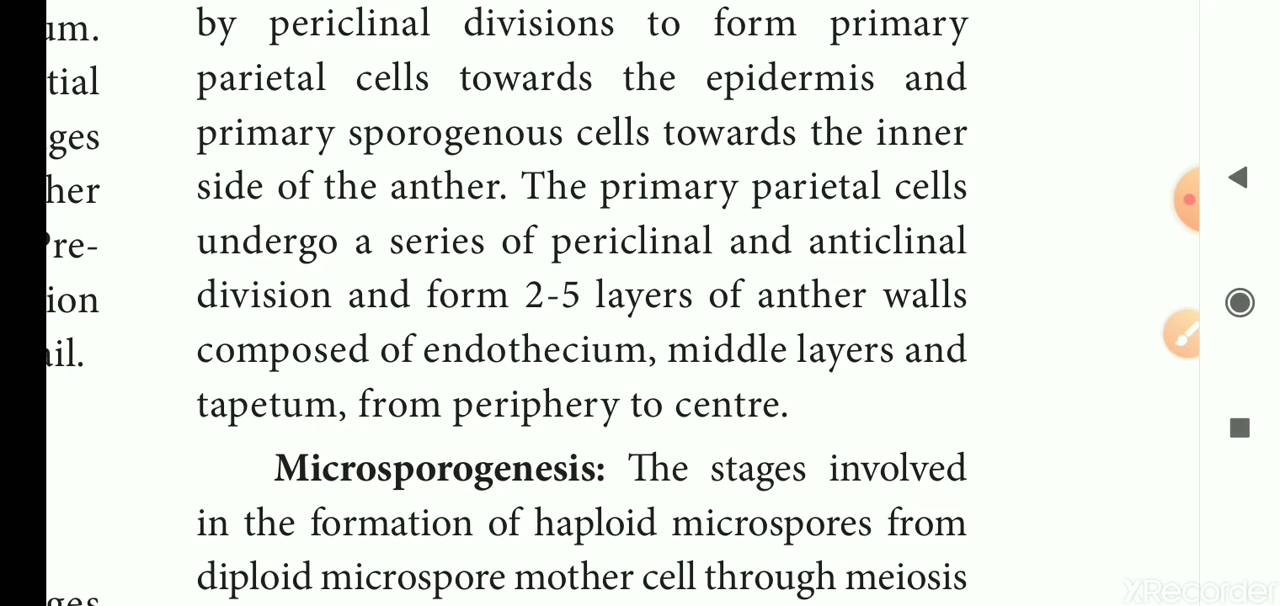 um.
tial
ges
her
Pre-
ion
ail.
ges
by periclinal divisions to form primary
parietal cells towards the epidermis and
primary sporogenous cells towards the inner
side of the anther. The primary parietal cells
undergo a series of periclinal and anticlinal
division and form 2-5 layers of anther walls
composed of endothecium, middle layers and
tapetum, from periphery to centre.
Microsporogenesis: The stages involved
in the formation of haploid microspores from
diploid microspore mother cell through meiosis
XRecorder